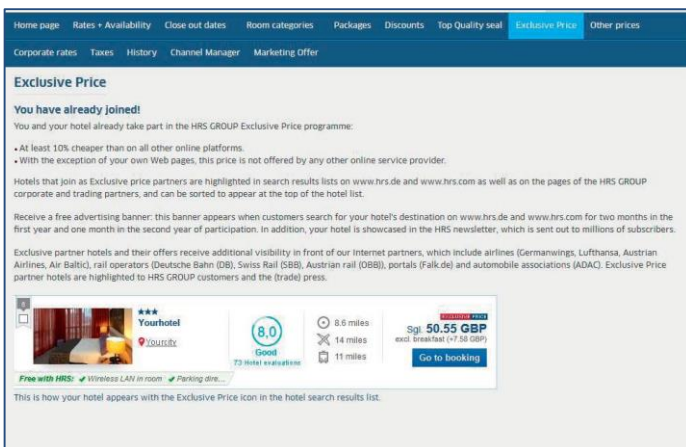 Home page Rates + Availability Close out dates Room categories Packages Discounts Top Quality seal Exclusive Price Other prices
Corporate rates Taxes History Channel Manager Marketing Offer
Exclusive Price
You have already joined!
You and your hotel already take part in the HRS GROUP Exclusive Price programme:
• At least 10% cheaper than on all other online platforms.
• With the exception of your own Web pages, this price is not offered by any other online service provider.
Hotels that join as Exclusive price partners are highlighted in search results lists on www.hrs.de and www.hrs.com as well as on the pages of the HRS GROUP
corporate and trading partners, and can be sorted to appear at the top of the hotel list.
Receive a free advertising banner: this banner appears when customers search for your hotel's destination on www.hrs.de and www.hrs.com for two months in the
first year and one month in the second year of participation. In addition, your hotel is showcased in the HRS newsletter, which is sent out to millions of subscribers.
Exclusive partner hotels and their offers receive additional visibility in front of our Internet partners, which include airlines (Germanwings, Lufthansa, Austrian
Airlines, Air Baltic), rail operators (Deutsche Bahn (DB), Swiss Rail (SBB), Austrian rail (OBB)), portals (Falk.de) and automobile associations (ADAC). Exclusive Price
partner hotels are highlighted to HRS GROUP customers and the (trade) press.
Yourhotel
Yourcity
8,0
Good
73 Hotel evaluations
8.6 miles
14 miles
11 miles
EXCLUSIVE PRICE
Sgl. 50.55 GBP
excl. breakfast (+7.50 GBP)
Go to booking
Free with HRS: ✔ Wireless LAN in room ✔ Parking dire...
This is how your hotel appears with the Exclusive Price icon in the hotel search results list.